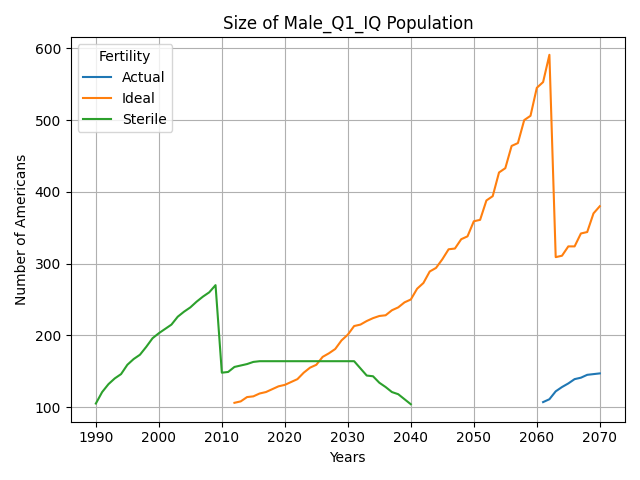 Size of Male_Q1_IQ Population
Fertility
Actual
Ideal
Sterile
Number of Americans
600
500
400
300
200
100
1990 2000 2010 2020 2030 2040 2050 2060 2070
Years